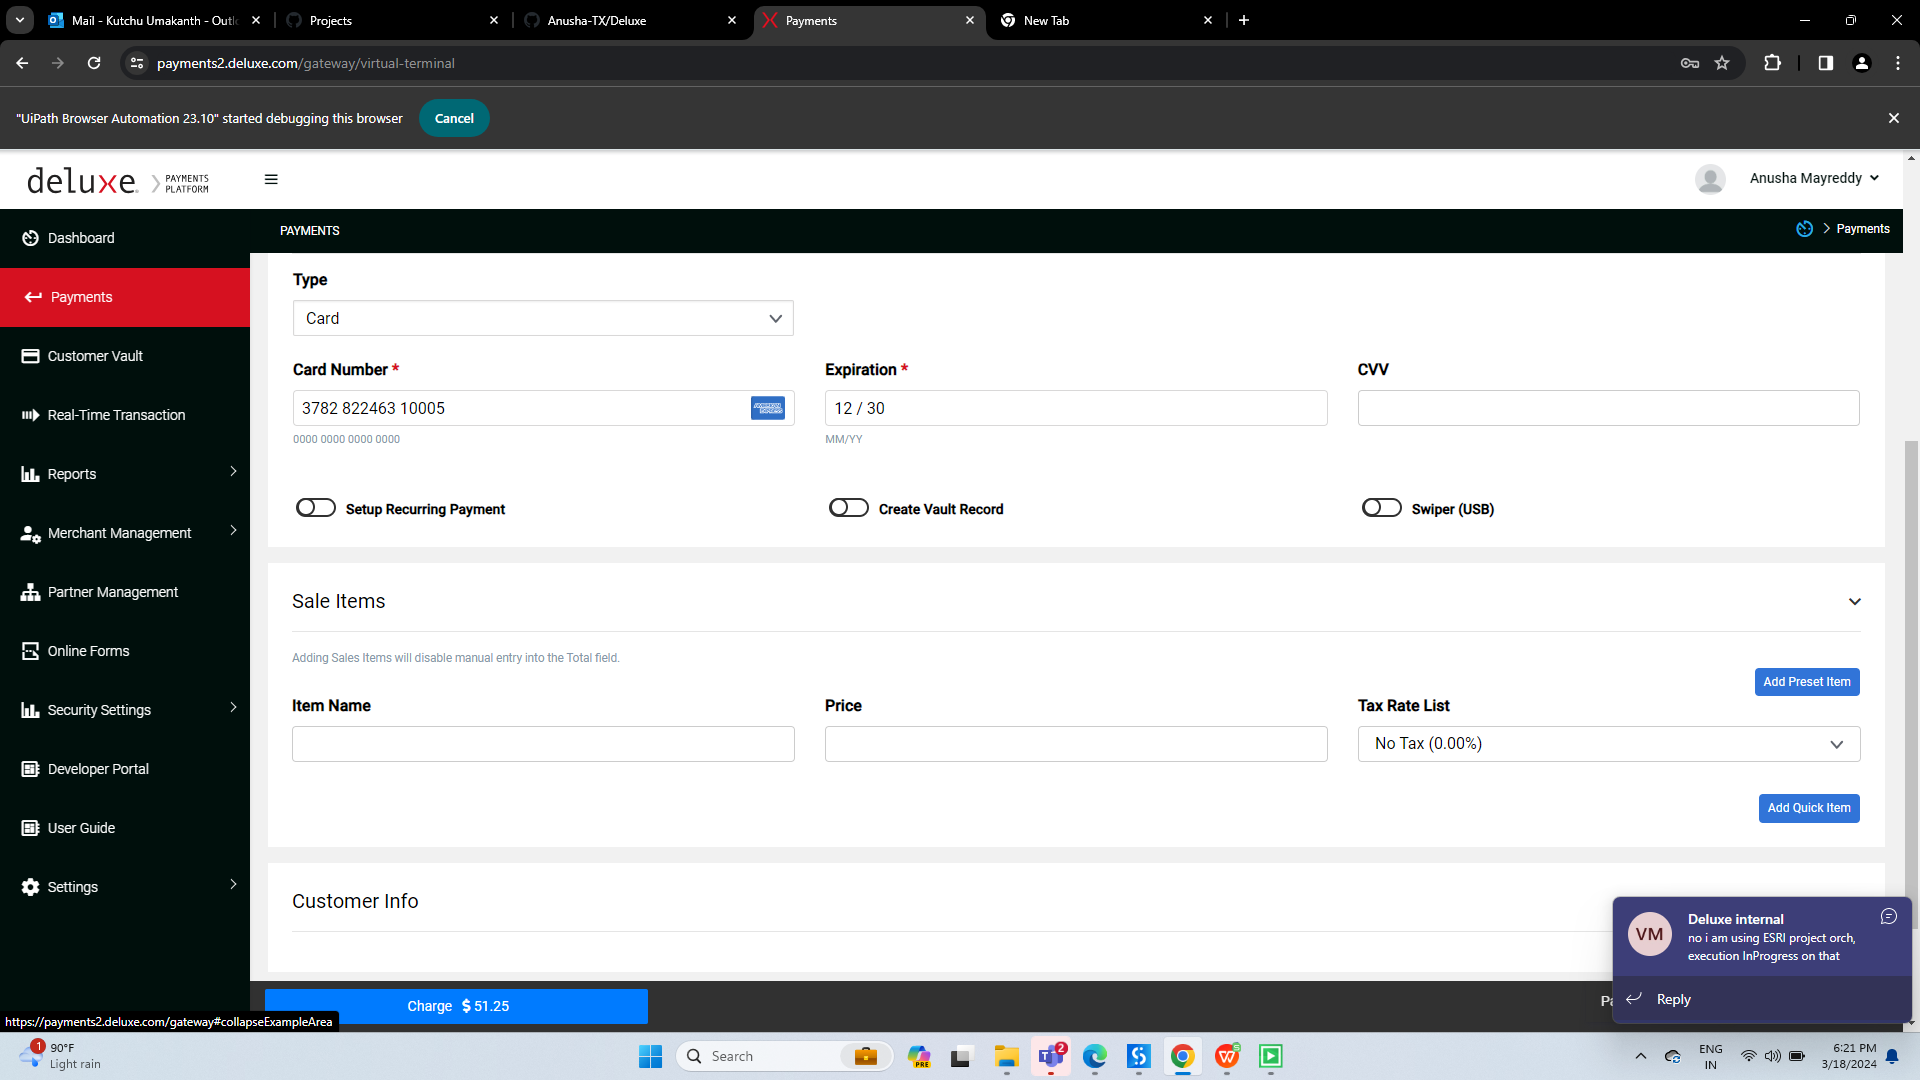 Mail - Kutchu Umakanth - Outl
Projects
Anusha-TX/Deluxe
Payments
New Tab
payments2.deluxe.com/gateway/virtual-terminal
"UiPath Browser Automation 23.10" started debugging this browser
Cancel
deluxe.
PAYMENTS
PLATFORM
Anusha Mayreddy
Dashboard
PAYMENTS
Payments
Payments
Customer Vault
Real-Time Transaction
Reports
Merchant Management
Partner Management
Online Forms
Security Settings
Developer Portal
User Guide
Settings
Type
Card
Card Number *
Expiration *
CVV
3782 822463 10005
AMERICAN
EXPRESS
12 / 30
0000 0000 0000 0000
MM/YY
Setup Recurring Payment
Create Vault Record
Swiper (USB)
Sale Items
Adding Sales Items will disable manual entry into the Total field.
Add Preset Item
Item Name
Price
Tax Rate List
No Tax (0.00%)
Add Quick Item
Customer Info
Charge $ 51.25
Pa
VM
Deluxe internal
no i am using ESRI project orch,
execution InProgress on that
Reply
https://payments2.deluxe.com/gateway#collapseExampleArea
1
90°F
Light rain
Search
PRE
2
ENG
IN
6:21 PM
3/18/2024